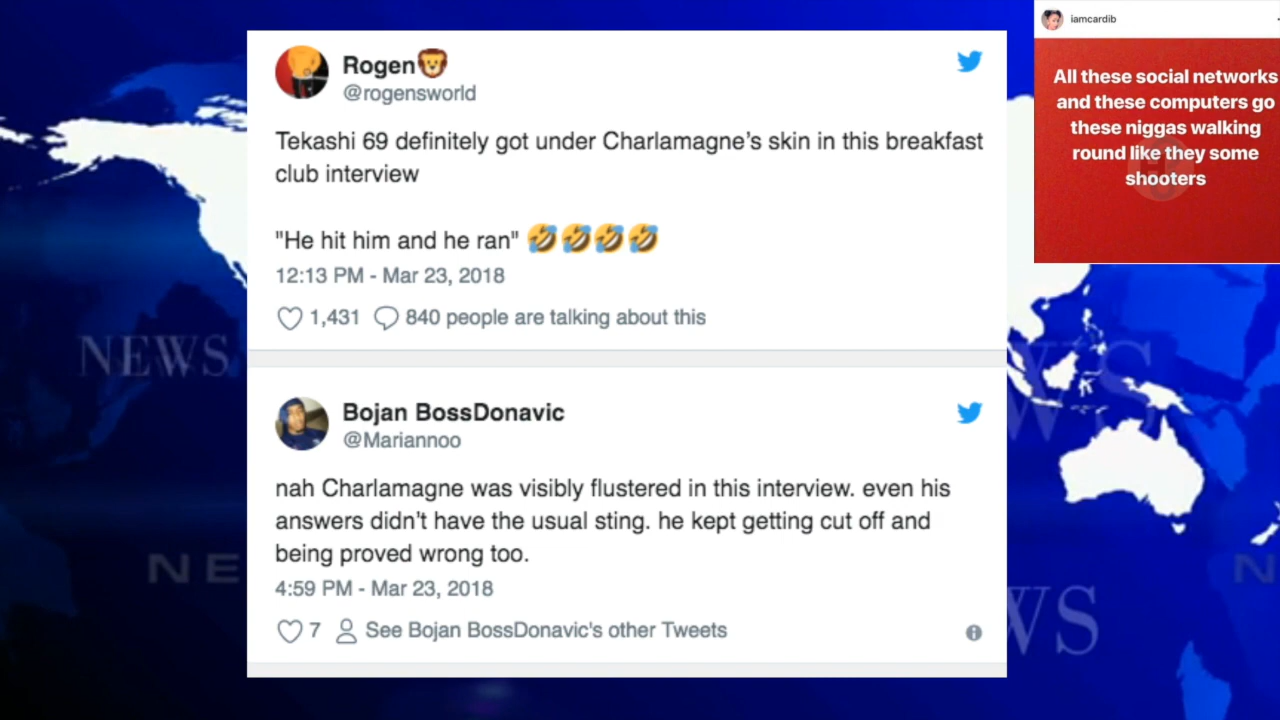 Rogen🦁
@rogensworld
Tekashi 69 definitely got under Charlamagne’s skin in this breakfast
club interview
"He hit him and he ran" 🤣🤣🤣🤣
12:13 PM - Mar 23, 2018
1,431 840 people are talking about this
Bojan BossDonavic
@Mariannoo
nah Charlamagne was visibly flustered in this interview. even his
answers didn’t have the usual sting. he kept getting cut off and
being proved wrong too.
4:59 PM - Mar 23, 2018
7 See Bojan BossDonavic's other Tweets
iamcardib
All these social networks
and these computers go
these niggas walking
round like they some
shooters
NEWS
NE
WS
WS
N